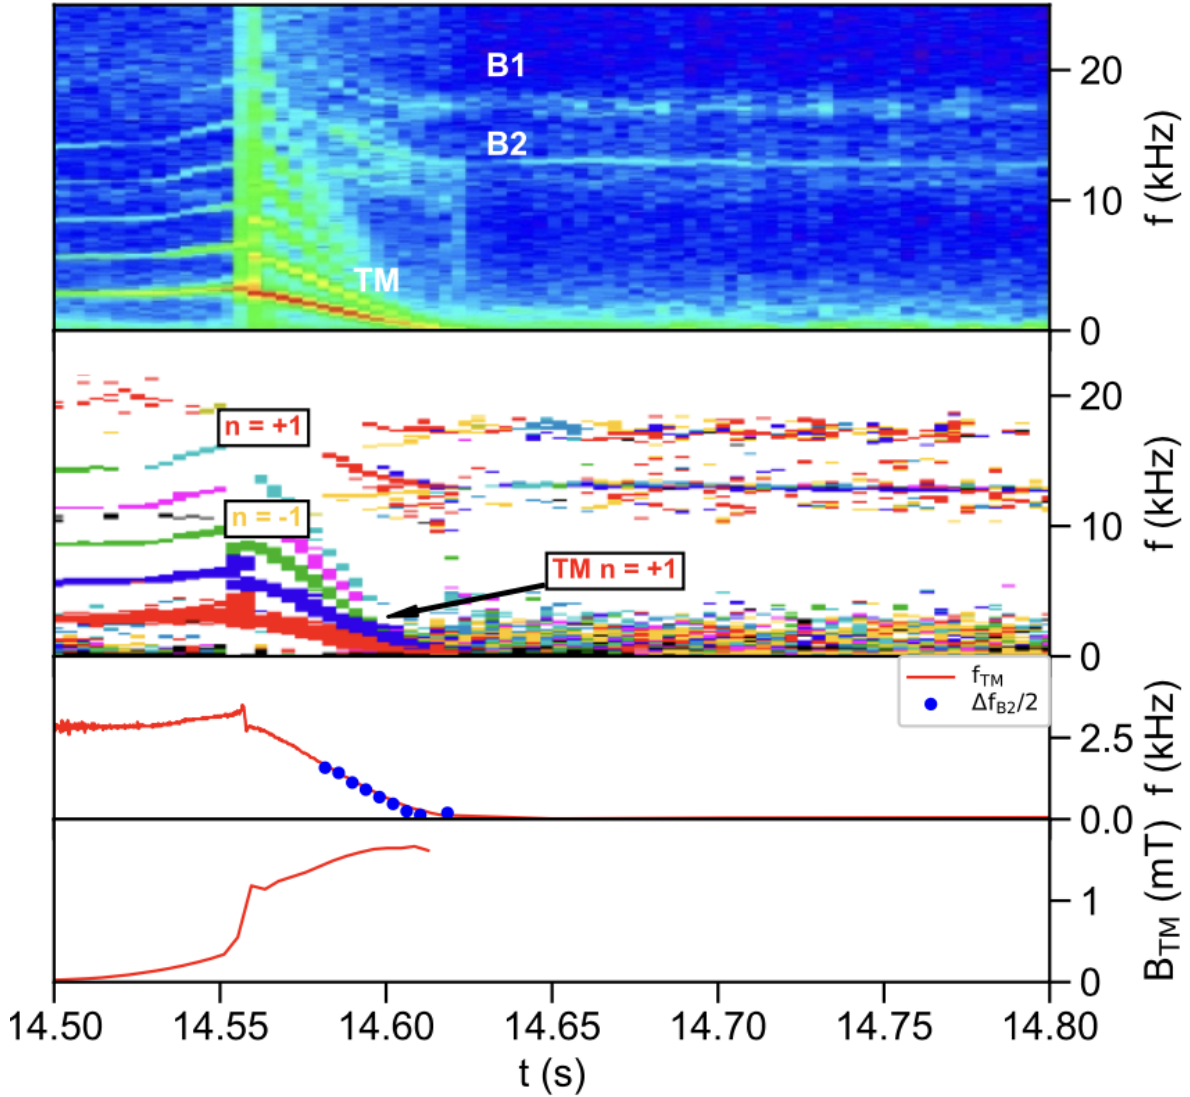 B1
B2
TM
20
10
0
f (kHz)
n = +1
n = -1
TM n = +1
20
10
0
f (kHz)
f_TM
Δf_B2/2
2.5
0.0
f (kHz)
1
0
B_TM (mT)
14.50 14.55 14.60 14.65 14.70 14.75 14.80
t (s)